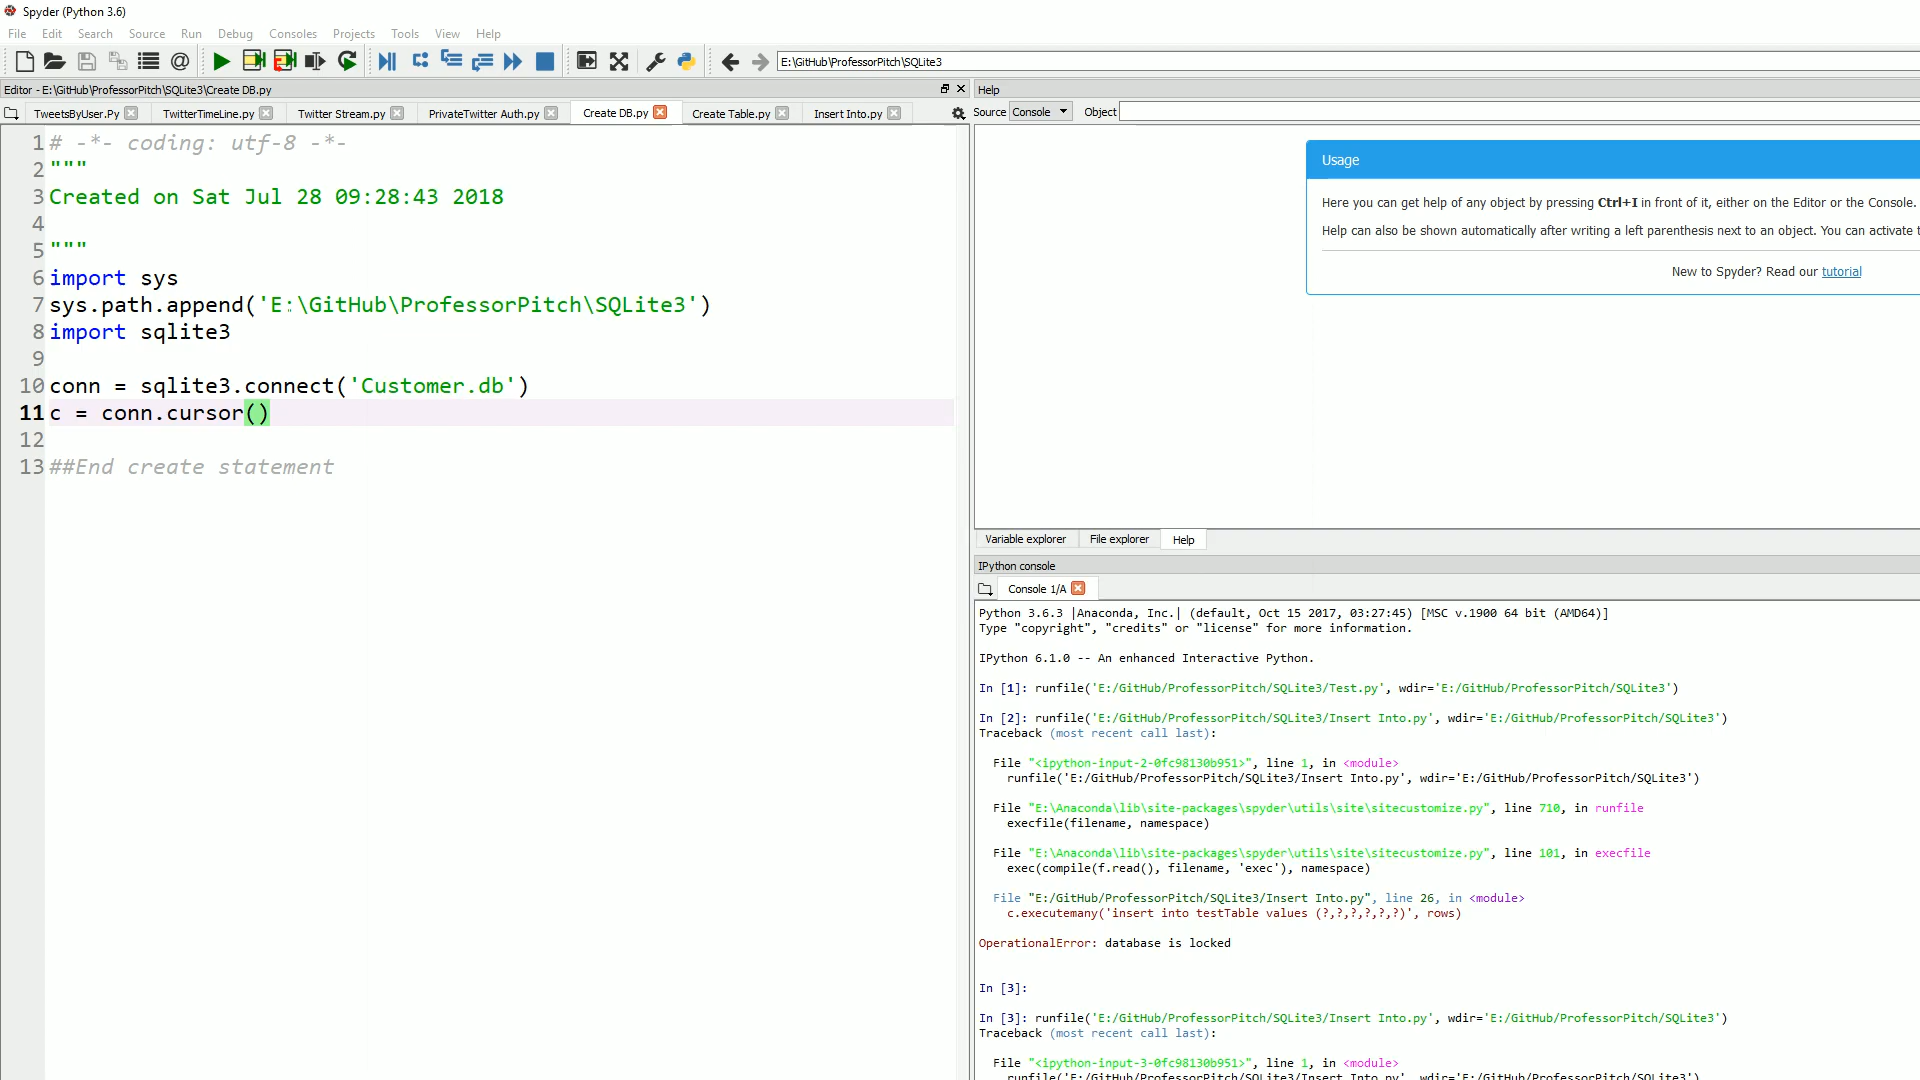 Spyder (Python 3.6)
File Edit Search Source Run Debug Consoles Projects Tools View Help
E:\GitHub\ProfessorPitch\SQLite3
Editor - E:\GitHub\ProfessorPitch\SQLite3\Create DB.py
TweetsByUser.Py TwitterTimeLine.py Twitter Stream.py PrivateTwitter Auth.py Create DB.py Create Table.py Insert Into.py
1 # -*- coding: utf-8 -*-
2 """
3 Created on Sat Jul 28 09:28:43 2018
4
5 """
6 import sys
7 sys.path.append('E:\GitHub\ProfessorPitch\SQLite3')
8 import sqlite3
9
10 conn = sqlite3.connect('Customer.db')
11 c = conn.cursor()
12
13 ##End create statement
Help
Source Console Object
Usage
Here you can get help of any object by pressing Ctrl+I in front of it, either on the Editor or the Console.
Help can also be shown automatically after writing a left parenthesis next to an object. You can activate t
New to Spyder? Read our tutorial
Variable explorer File explorer Help
IPython console
Console 1/A
Python 3.6.3 |Anaconda, Inc.| (default, Oct 15 2017, 03:27:45) [MSC v.1900 64 bit (AMD64)]
Type "copyright", "credits" or "license" for more information.
IPython 6.1.0 -- An enhanced Interactive Python.
In [1]: runfile('E:/GitHub/ProfessorPitch/SQLite3/Test.py', wdir='E:/GitHub/ProfessorPitch/SQLite3')
In [2]: runfile('E:/GitHub/ProfessorPitch/SQLite3/Insert Into.py', wdir='E:/GitHub/ProfessorPitch/SQLite3')
Traceback (most recent call last):
File "<ipython-input-2-0fc98130b951>", line 1, in <module>
runfile('E:/GitHub/ProfessorPitch/SQLite3/Insert Into.py', wdir='E:/GitHub/ProfessorPitch/SQLite3')
File "E:\Anaconda\lib\site-packages\spyder\utils\site\sitecustomize.py", line 710, in runfile
execfile(filename, namespace)
File "E:\Anaconda\lib\site-packages\spyder\utils\site\sitecustomize.py", line 101, in execfile
exec(compile(f.read(), filename, 'exec'), namespace)
File "E:/GitHub/ProfessorPitch/SQLite3/Insert Into.py", line 26, in <module>
c.executemany('insert into testTable values (?,?,?,?,?,?)', rows)
OperationalError: database is locked
In [3]:
In [3]: runfile('E:/GitHub/ProfessorPitch/SQLite3/Insert Into.py', wdir='E:/GitHub/ProfessorPitch/SQLite3')
Traceback (most recent call last):
File "<ipython-input-3-0fc98130b951>", line 1, in <module>
runfile('E:/GitHub/ProfessorPitch/SQLite3/Insert Into.py', wdir='E:/GitHub/ProfessorPitch/SQLite3')